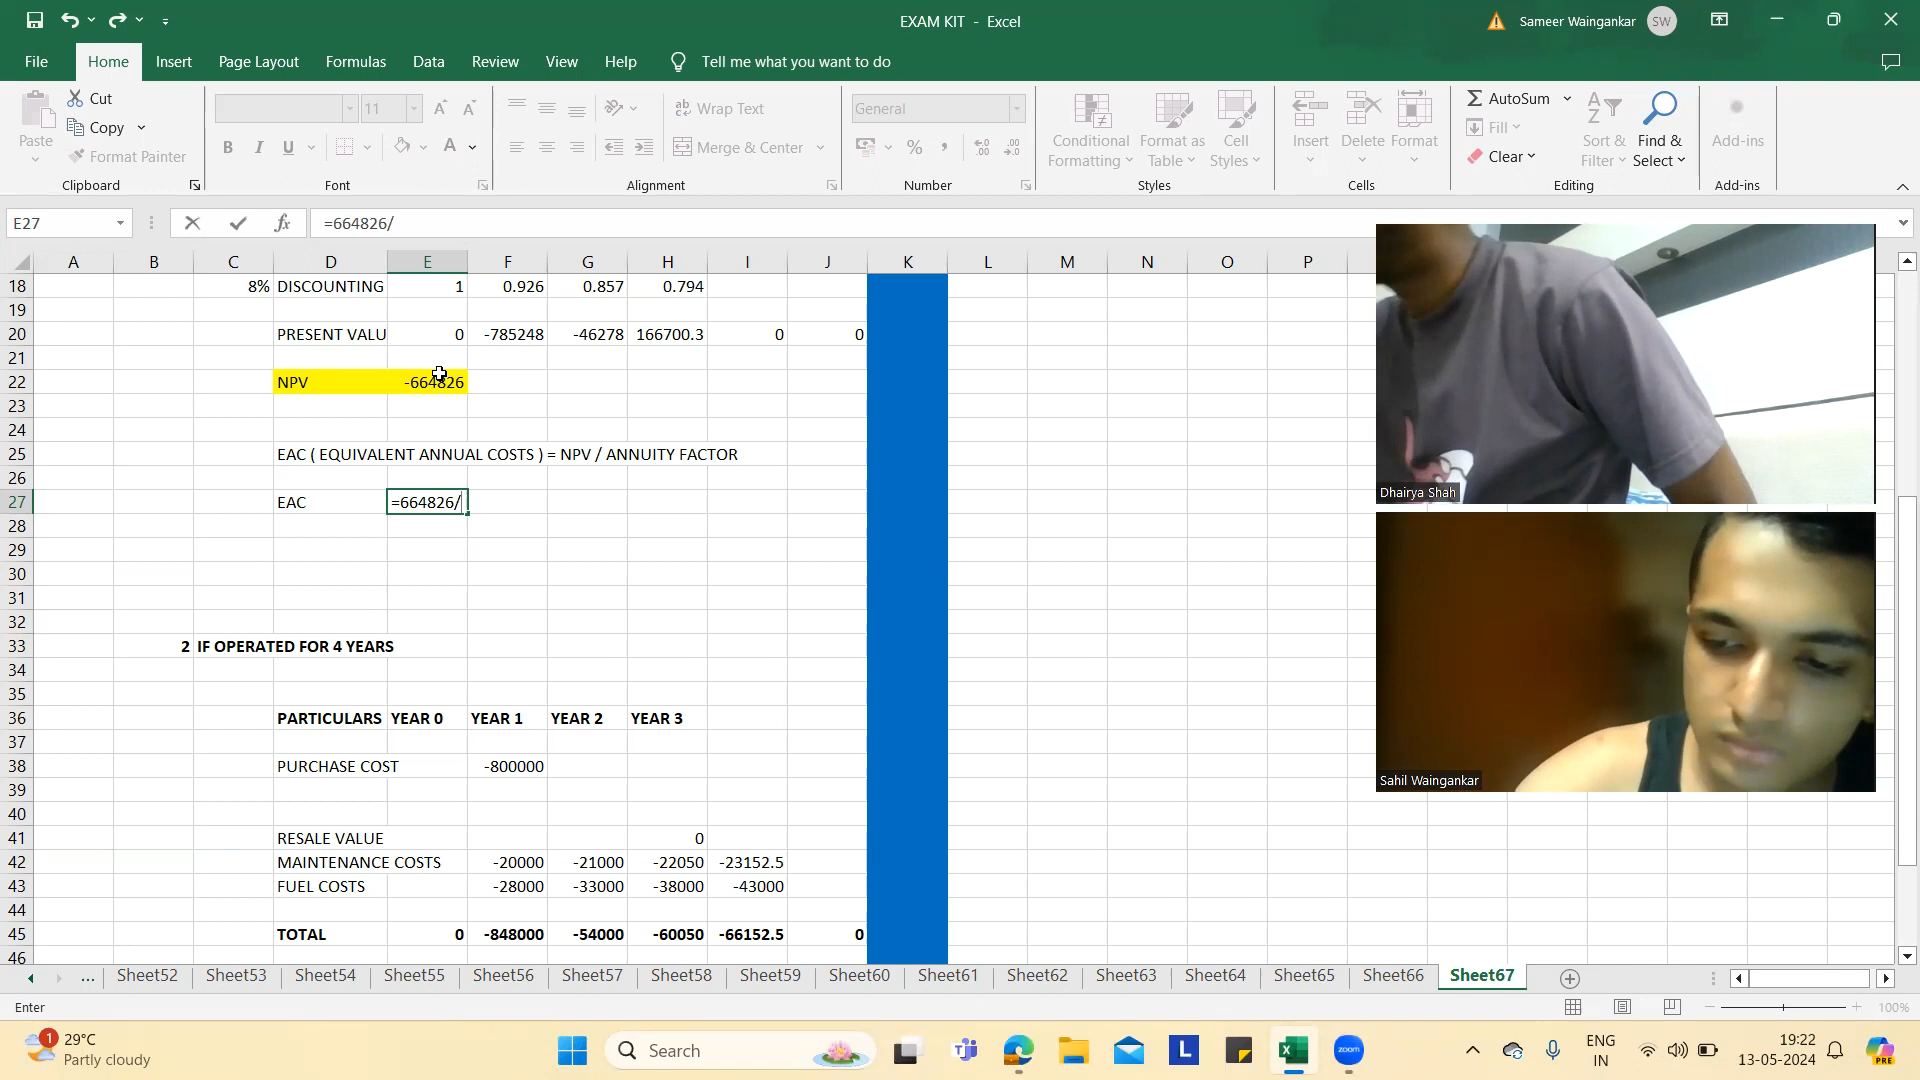 EXAM KIT - Excel
Sameer Waingankar SW
File Home Insert Page Layout Formulas Data Review View Help Tell me what you want to do
Paste
Cut
Copy
Format Painter
Clipboard
11 A A
B I U A
Font
Wrap Text
Merge & Center
Alignment
General
%
Number
Conditional Formatting
Format as Table
Cell Styles
Styles
Insert Delete Format
Cells
AutoSum
Fill
Clear
Sort & Filter
Find & Select
Editing
Add-ins
Add-ins
E27 fx =664826/
A B C D E F G H I J K L M N O P
18 8% DISCOUNTING 1 0.926 0.857 0.794
19
20 PRESENT VALU 0 -785248 -46278 166700.3 0 0
21
22 NPV -664826
23
24
25 EAC ( EQUIVALENT ANNUAL COSTS ) = NPV / ANNUITY FACTOR
26
27 EAC =664826/
28
29
30
31
32
33 2 IF OPERATED FOR 4 YEARS
34
35
36 PARTICULARS YEAR 0 YEAR 1 YEAR 2 YEAR 3
37
38 PURCHASE COST -800000
39
40
41 RESALE VALUE 0
42 MAINTENANCE COSTS -20000 -21000 -22050 -23152.5
43 FUEL COSTS -28000 -33000 -38000 -43000
44
45 TOTAL 0 -848000 -54000 -60050 -66152.5 0
46
Dhairya Shah
Sahil Waingankar
... Sheet52 Sheet53 Sheet54 Sheet55 Sheet56 Sheet57 Sheet58 Sheet59 Sheet60 Sheet61 Sheet62 Sheet63 Sheet64 Sheet65 Sheet66 Sheet67
Enter 100%
1 29°C
Partly cloudy
Search
L
zoom
ENG
IN
19:22
13-05-2024
PRE